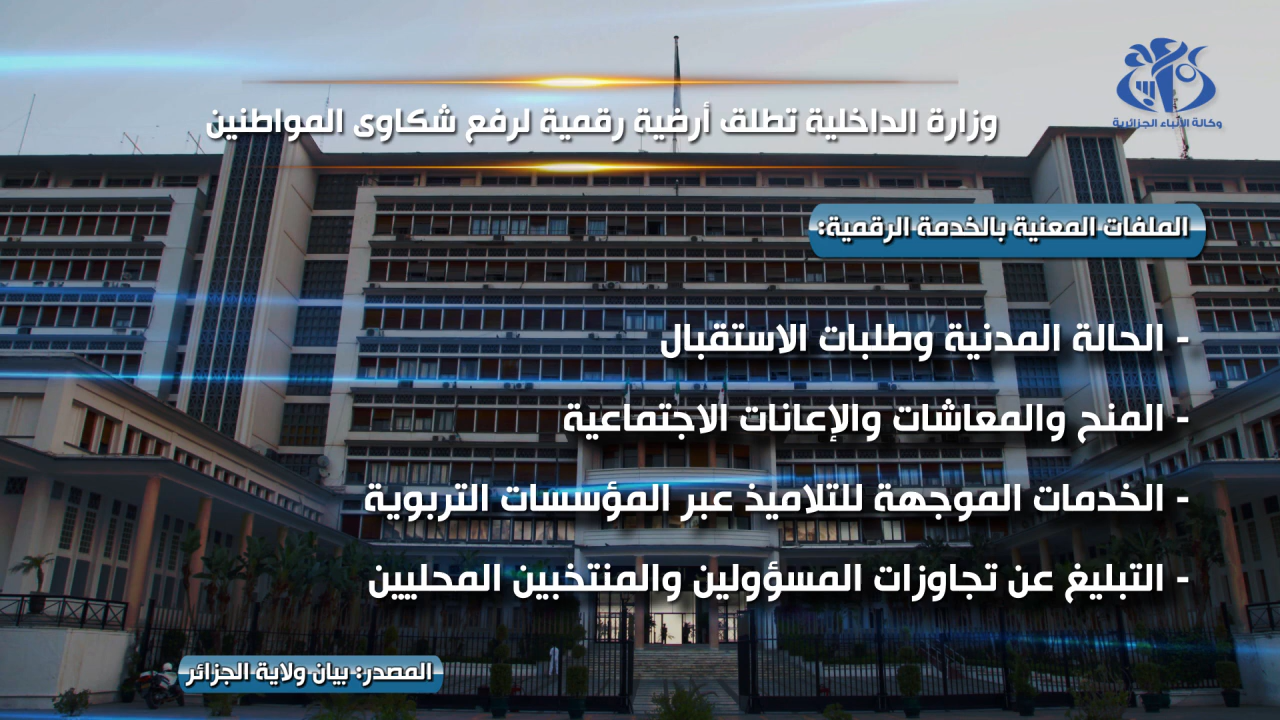 وكالة الأنباء الجزائرية
وزارة الداخلية تطلق أرضية رقمية لرفع شكاوى المواطنين
الملفات المعنية بالخدمة الرقمية:
- الحالة المدنية وطلبات الاستقبال
- المنح والمعاشات والإعانات الاجتماعية
- الخدمات الموجهة للتلاميذ عبر المؤسسات التربوية
- التبليغ عن تجاوزات المسؤولين والمنتخبين المحليين
المصدر: بيان ولاية الجزائر